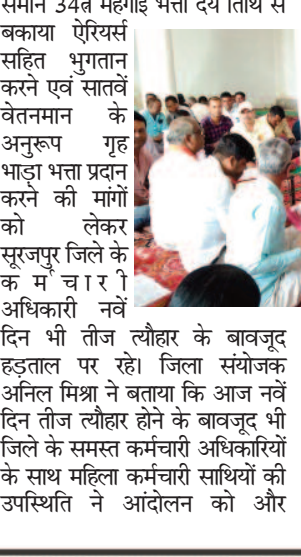 समान 34त्न महंगाई भत्ता देय तिथि से
बकाया ऐरियर्स
सहित भुगतान
करने एवं सातवें
वेतनमान के
अनुरूप गृह
भाड़ा भत्ता प्रदान
करने की मांगों
को लेकर
सूरजपुर जिले के
कर्मचारी
अधिकारी नवें
दिन भी तीज त्यौहार के बावजूद
हड़ताल पर रहे। जिला संयोजक
अनिल मिश्रा ने बताया कि आज नवें
दिन तीज त्यौहार होने के बावजूद भी
जिले के समस्त कर्मचारी अधिकारियों
के साथ महिला कर्मचारी साथियों की
उपस्थिति ने आंदोलन को और